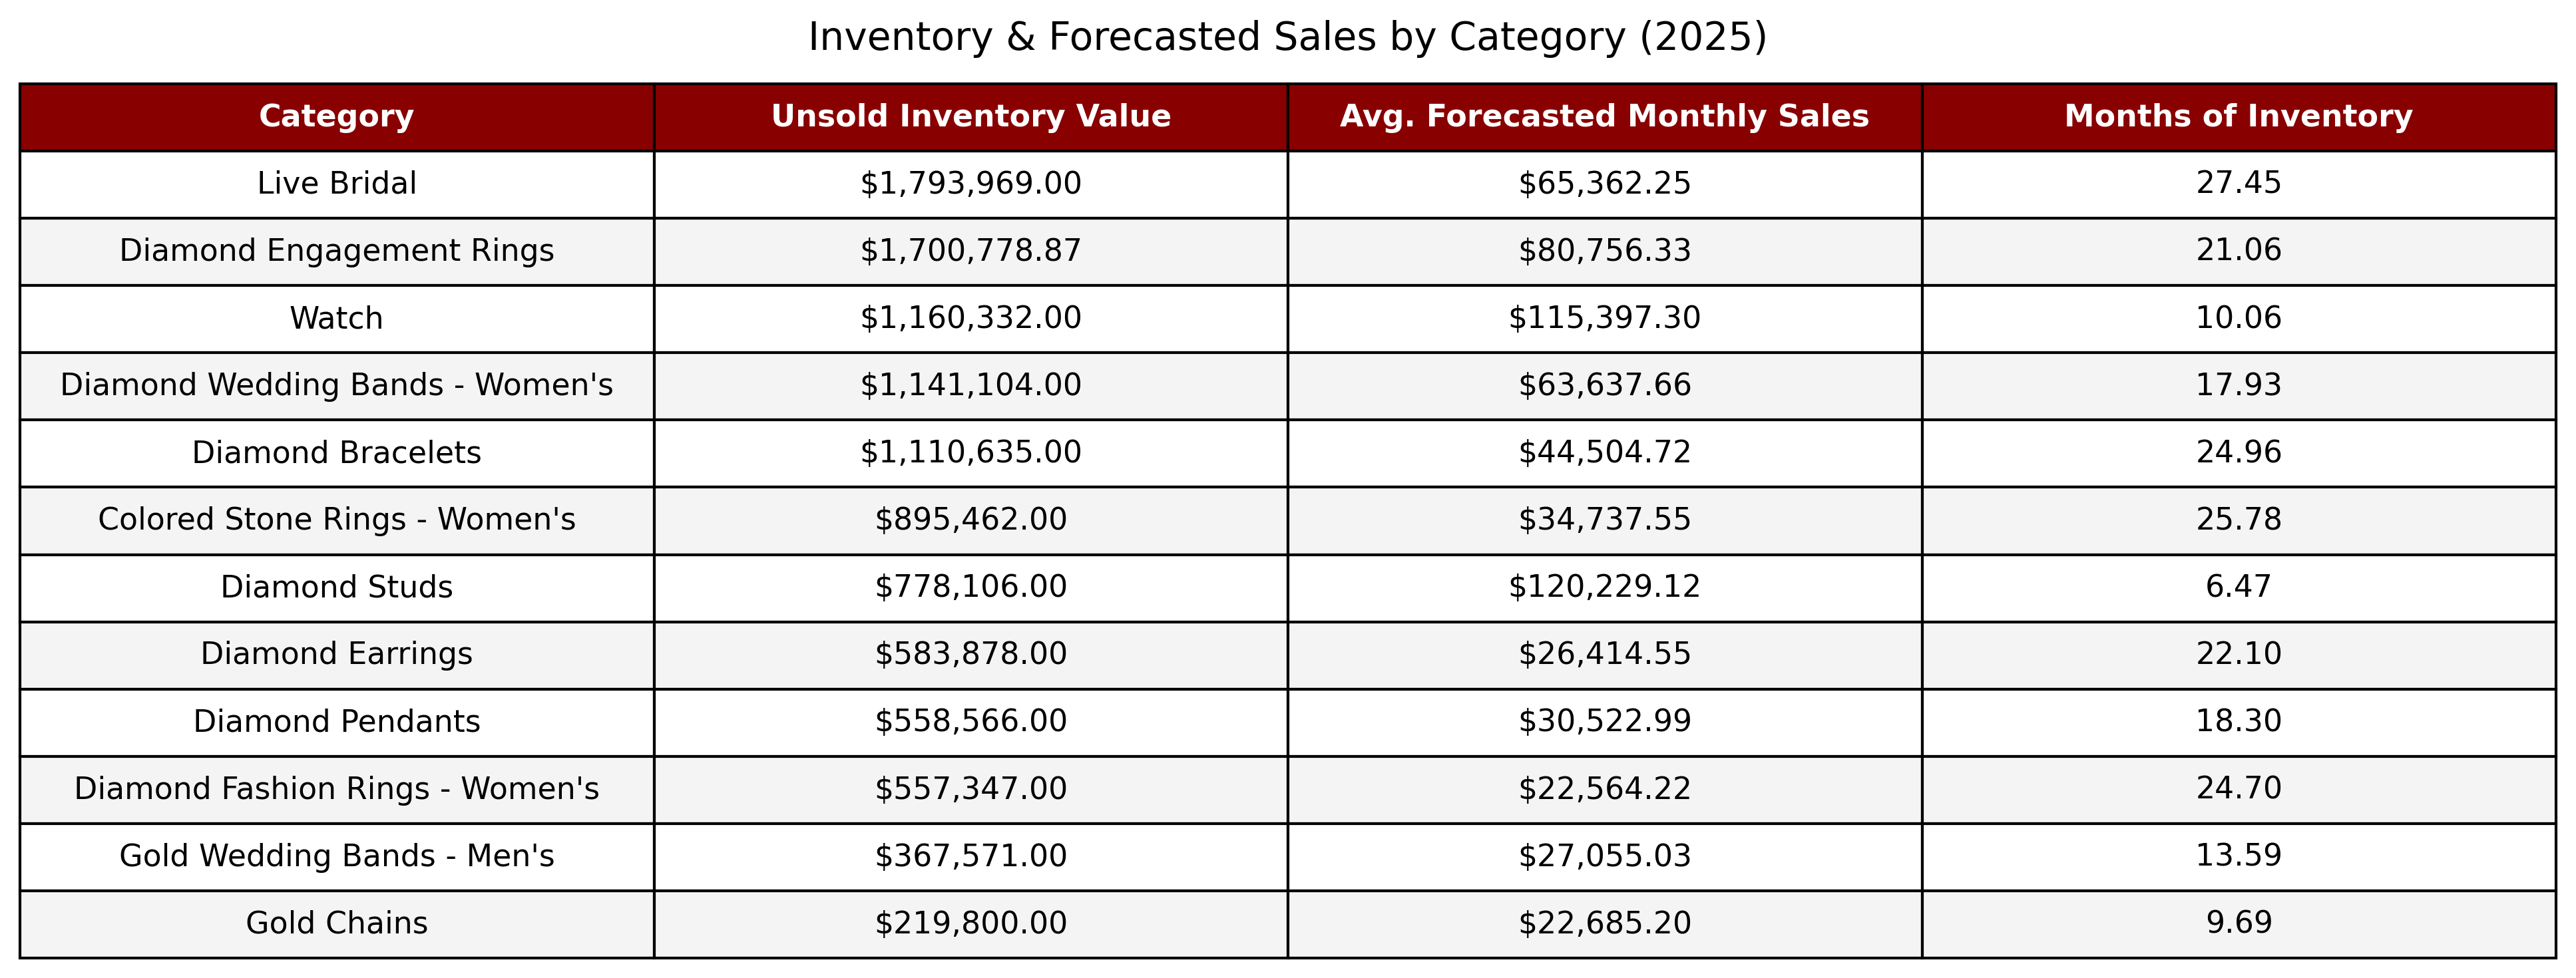 Inventory & Forecasted Sales by Category (2025)
Category Unsold Inventory Value Avg. Forecasted Monthly Sales Months of Inventory
Live Bridal $1,793,969.00 $65,362.25 27.45
Diamond Engagement Rings $1,700,778.87 $80,756.33 21.06
Watch $1,160,332.00 $115,397.30 10.06
Diamond Wedding Bands - Women's $1,141,104.00 $63,637.66 17.93
Diamond Bracelets $1,110,635.00 $44,504.72 24.96
Colored Stone Rings - Women's $895,462.00 $34,737.55 25.78
Diamond Studs $778,106.00 $120,229.12 6.47
Diamond Earrings $583,878.00 $26,414.55 22.10
Diamond Pendants $558,566.00 $30,522.99 18.30
Diamond Fashion Rings - Women's $557,347.00 $22,564.22 24.70
Gold Wedding Bands - Men's $367,571.00 $27,055.03 13.59
Gold Chains $219,800.00 $22,685.20 9.69